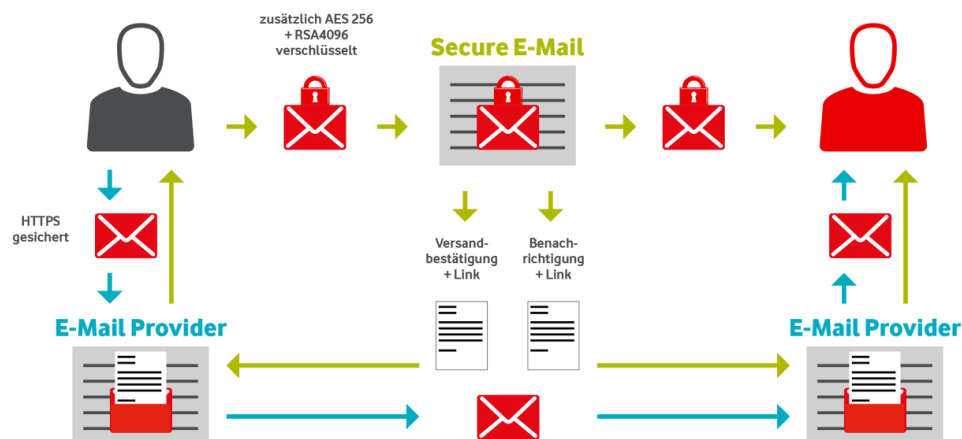 zusätzlich AES 256
+ RSA4096
verschlüsselt
Secure E-Mail
HTTPS
gesichert
Versand-
bestätigung
+ Link
Benach-
richtigung
+ Link
E-Mail Provider
E-Mail Provider